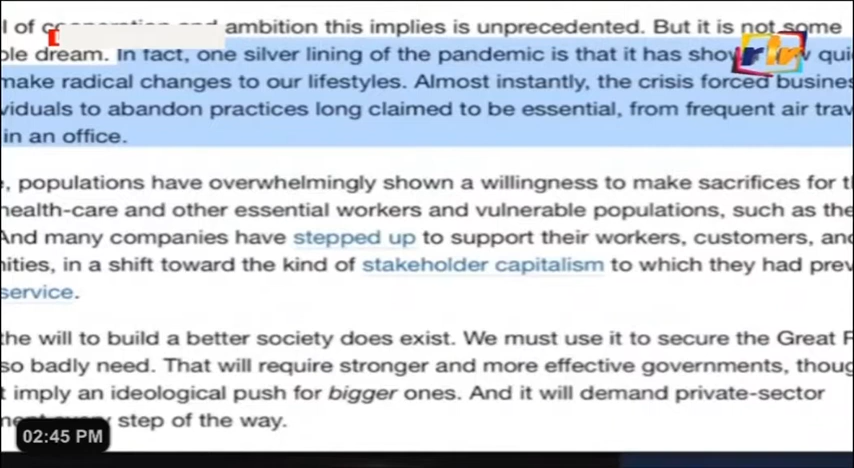 l of cooperation and ambition this implies is unprecedented. But it is not some
ble dream. In fact, one silver lining of the pandemic is that it has show quic
make radical changes to our lifestyles. Almost instantly, the crisis forced busines
viduals to abandon practices long claimed to be essential, from frequent air trav
in an office.
e, populations have overwhelmingly shown a willingness to make sacrifices for th
health-care and other essential workers and vulnerable populations, such as the
And many companies have stepped up to support their workers, customers, and
nities, in a shift toward the kind of stakeholder capitalism to which they had prev
service.
the will to build a better society does exist. We must use it to secure the Great R
so badly need. That will require stronger and more effective governments, thoug
t imply an ideological push for bigger ones. And it will demand private-sector
step of the way.
02:45 PM